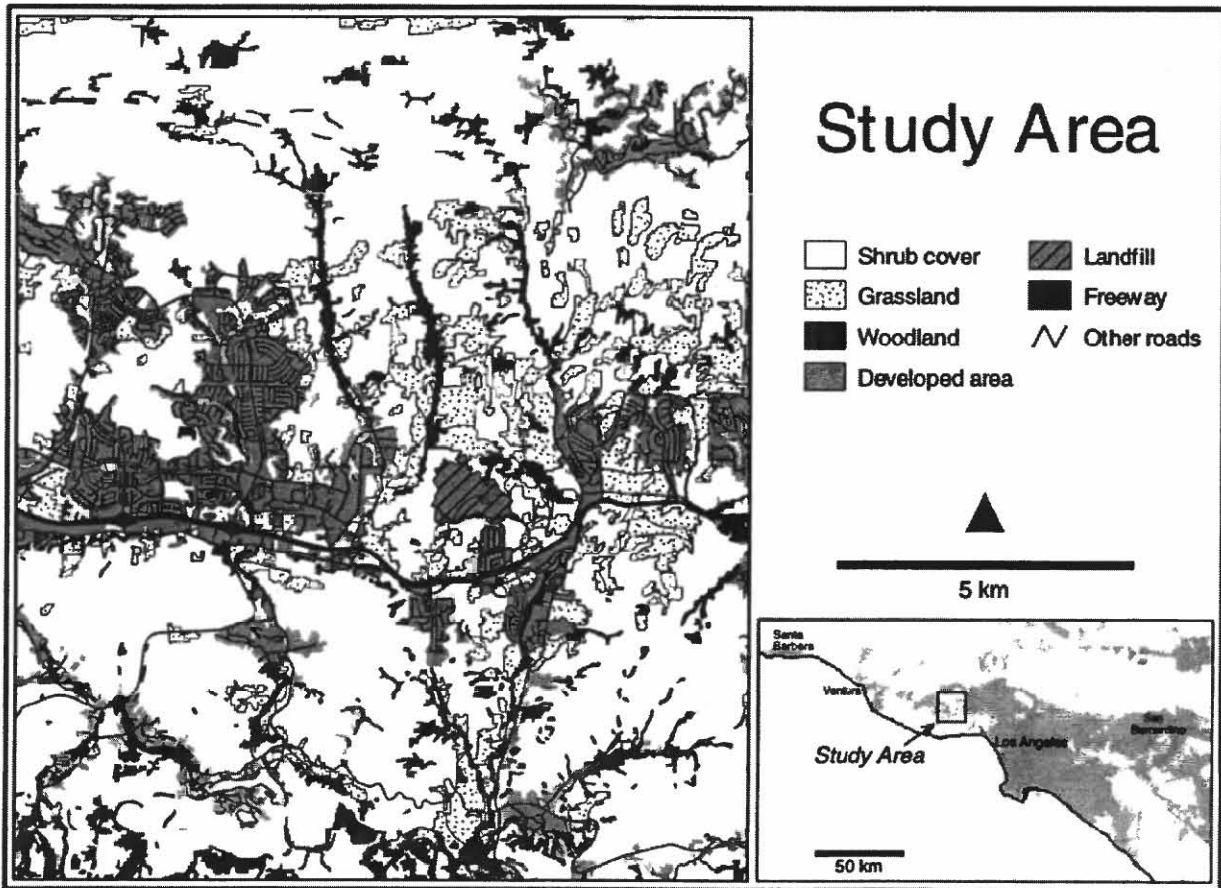 Study Area
Shrub cover
Grassland
Woodland
Developed area
Landfill
Freeway
Other roads
5 km
Santa
Barbara
Ventura
Los Angeles
San
Bernardino
Study Area
50 km